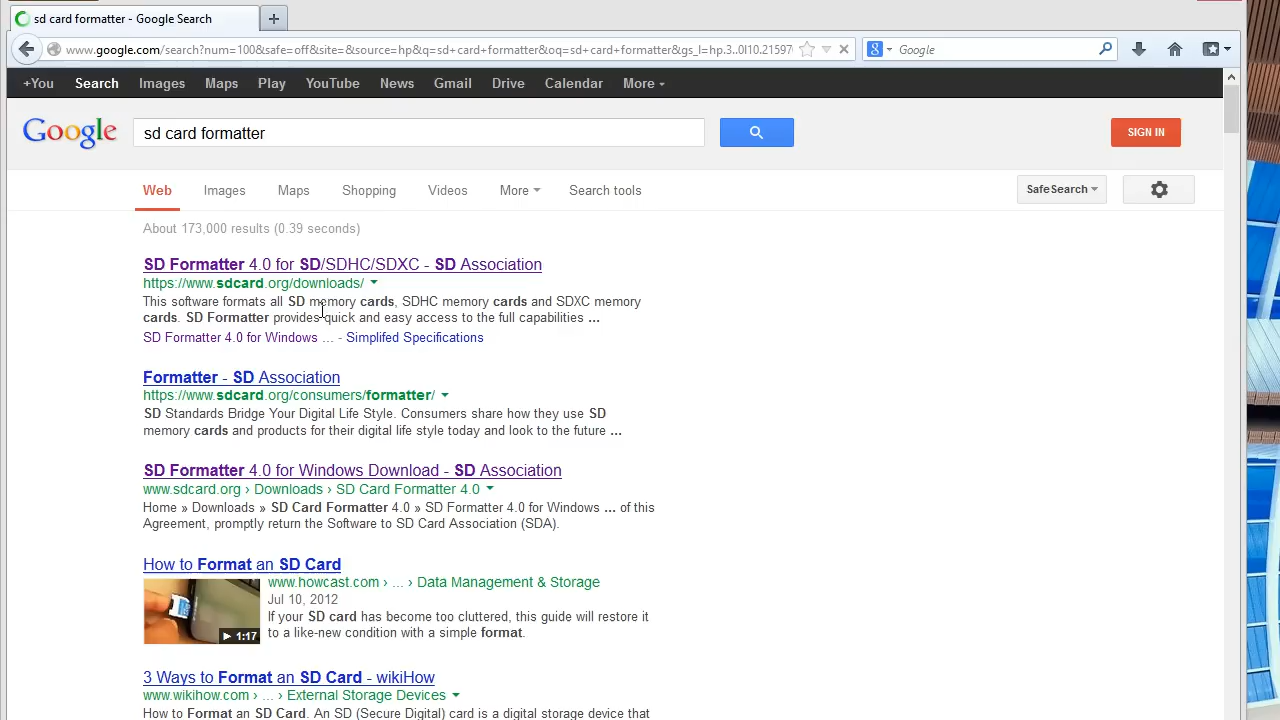 sd card formatter - Google Search
www.google.com/search?num=100&safe=off&site=&source=hp&q=sd+card+formatter&oq=sd+card+formatter&gs_l=hp.3..0l10.215976
Google
+You Search Images Maps Play YouTube News Gmail Drive Calendar More
Google sd card formatter SIGN IN
Web Images Maps Shopping Videos More Search tools SafeSearch
About 173,000 results (0.39 seconds)
SD Formatter 4.0 for SD/SDHC/SDXC - SD Association
https://www.sdcard.org/downloads/
This software formats all SD memory cards, SDHC memory cards and SDXC memory
cards. SD Formatter provides quick and easy access to the full capabilities ...
SD Formatter 4.0 for Windows ... - Simplifed Specifications
Formatter - SD Association
https://www.sdcard.org/consumers/formatter/
SD Standards Bridge Your Digital Life Style. Consumers share how they use SD
memory cards and products for their digital life style today and look to the future ...
SD Formatter 4.0 for Windows Download - SD Association
www.sdcard.org › Downloads › SD Card Formatter 4.0
Home » Downloads » SD Card Formatter 4.0 » SD Formatter 4.0 for Windows ... of this
Agreement, promptly return the Software to SD Card Association (SDA).
How to Format an SD Card
www.howcast.com › ... › Data Management & Storage
Jul 10, 2012
If your SD card has become too cluttered, this guide will restore it
to a like-new condition with a simple format.
1:17
3 Ways to Format an SD Card - wikiHow
www.wikihow.com › ... › External Storage Devices
How to Format an SD Card. An SD (Secure Digital) card is a digital storage device that